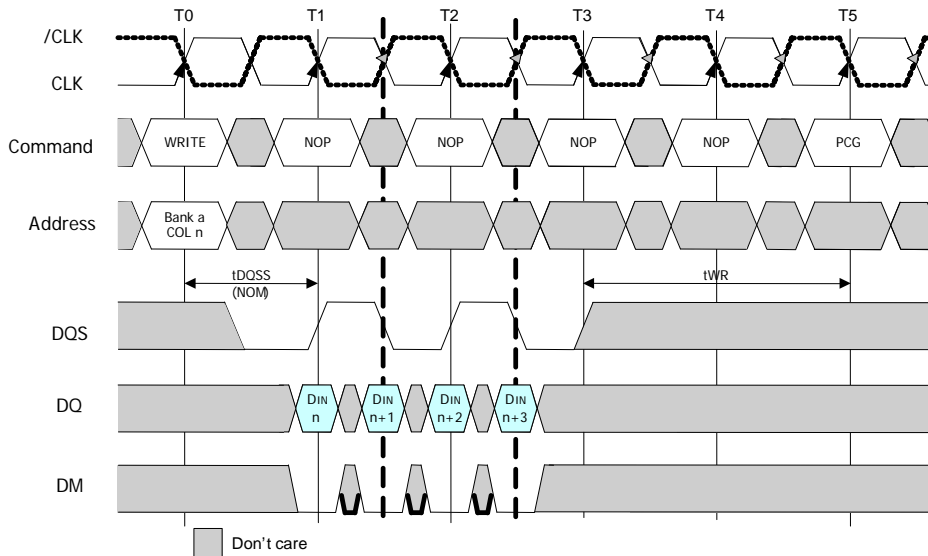 T0 T1 T2 T3 T4 T5
/CLK
CLK
Command WRITE NOP NOP NOP NOP PCG
Address Bank a
COL n
tDQSS
(NOM)
tWR
DQS
DQ DIN
n
DIN
n+1
DIN
n+2
DIN
n+3
DM
Don't care